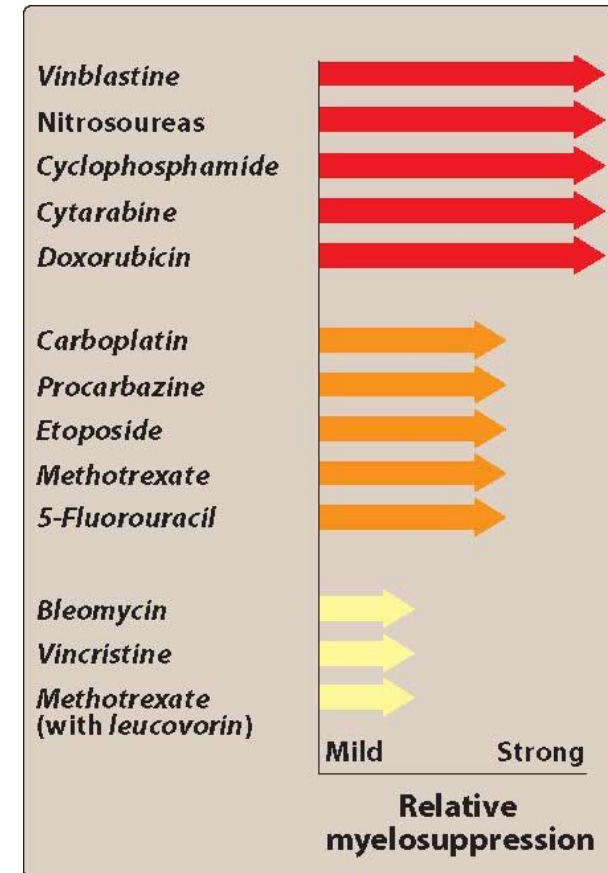 Vinblastine
Nitrosoureas
Cyclophosphamide
Cytarabine
Doxorubicin
Carboplatin
Procarbazine
Etoposide
Methotrexate
5-Fluorouracil
Bleomycin
Vincristine
Methotrexate
(with leucovorin)
Mild Strong
Relative
myelosuppression